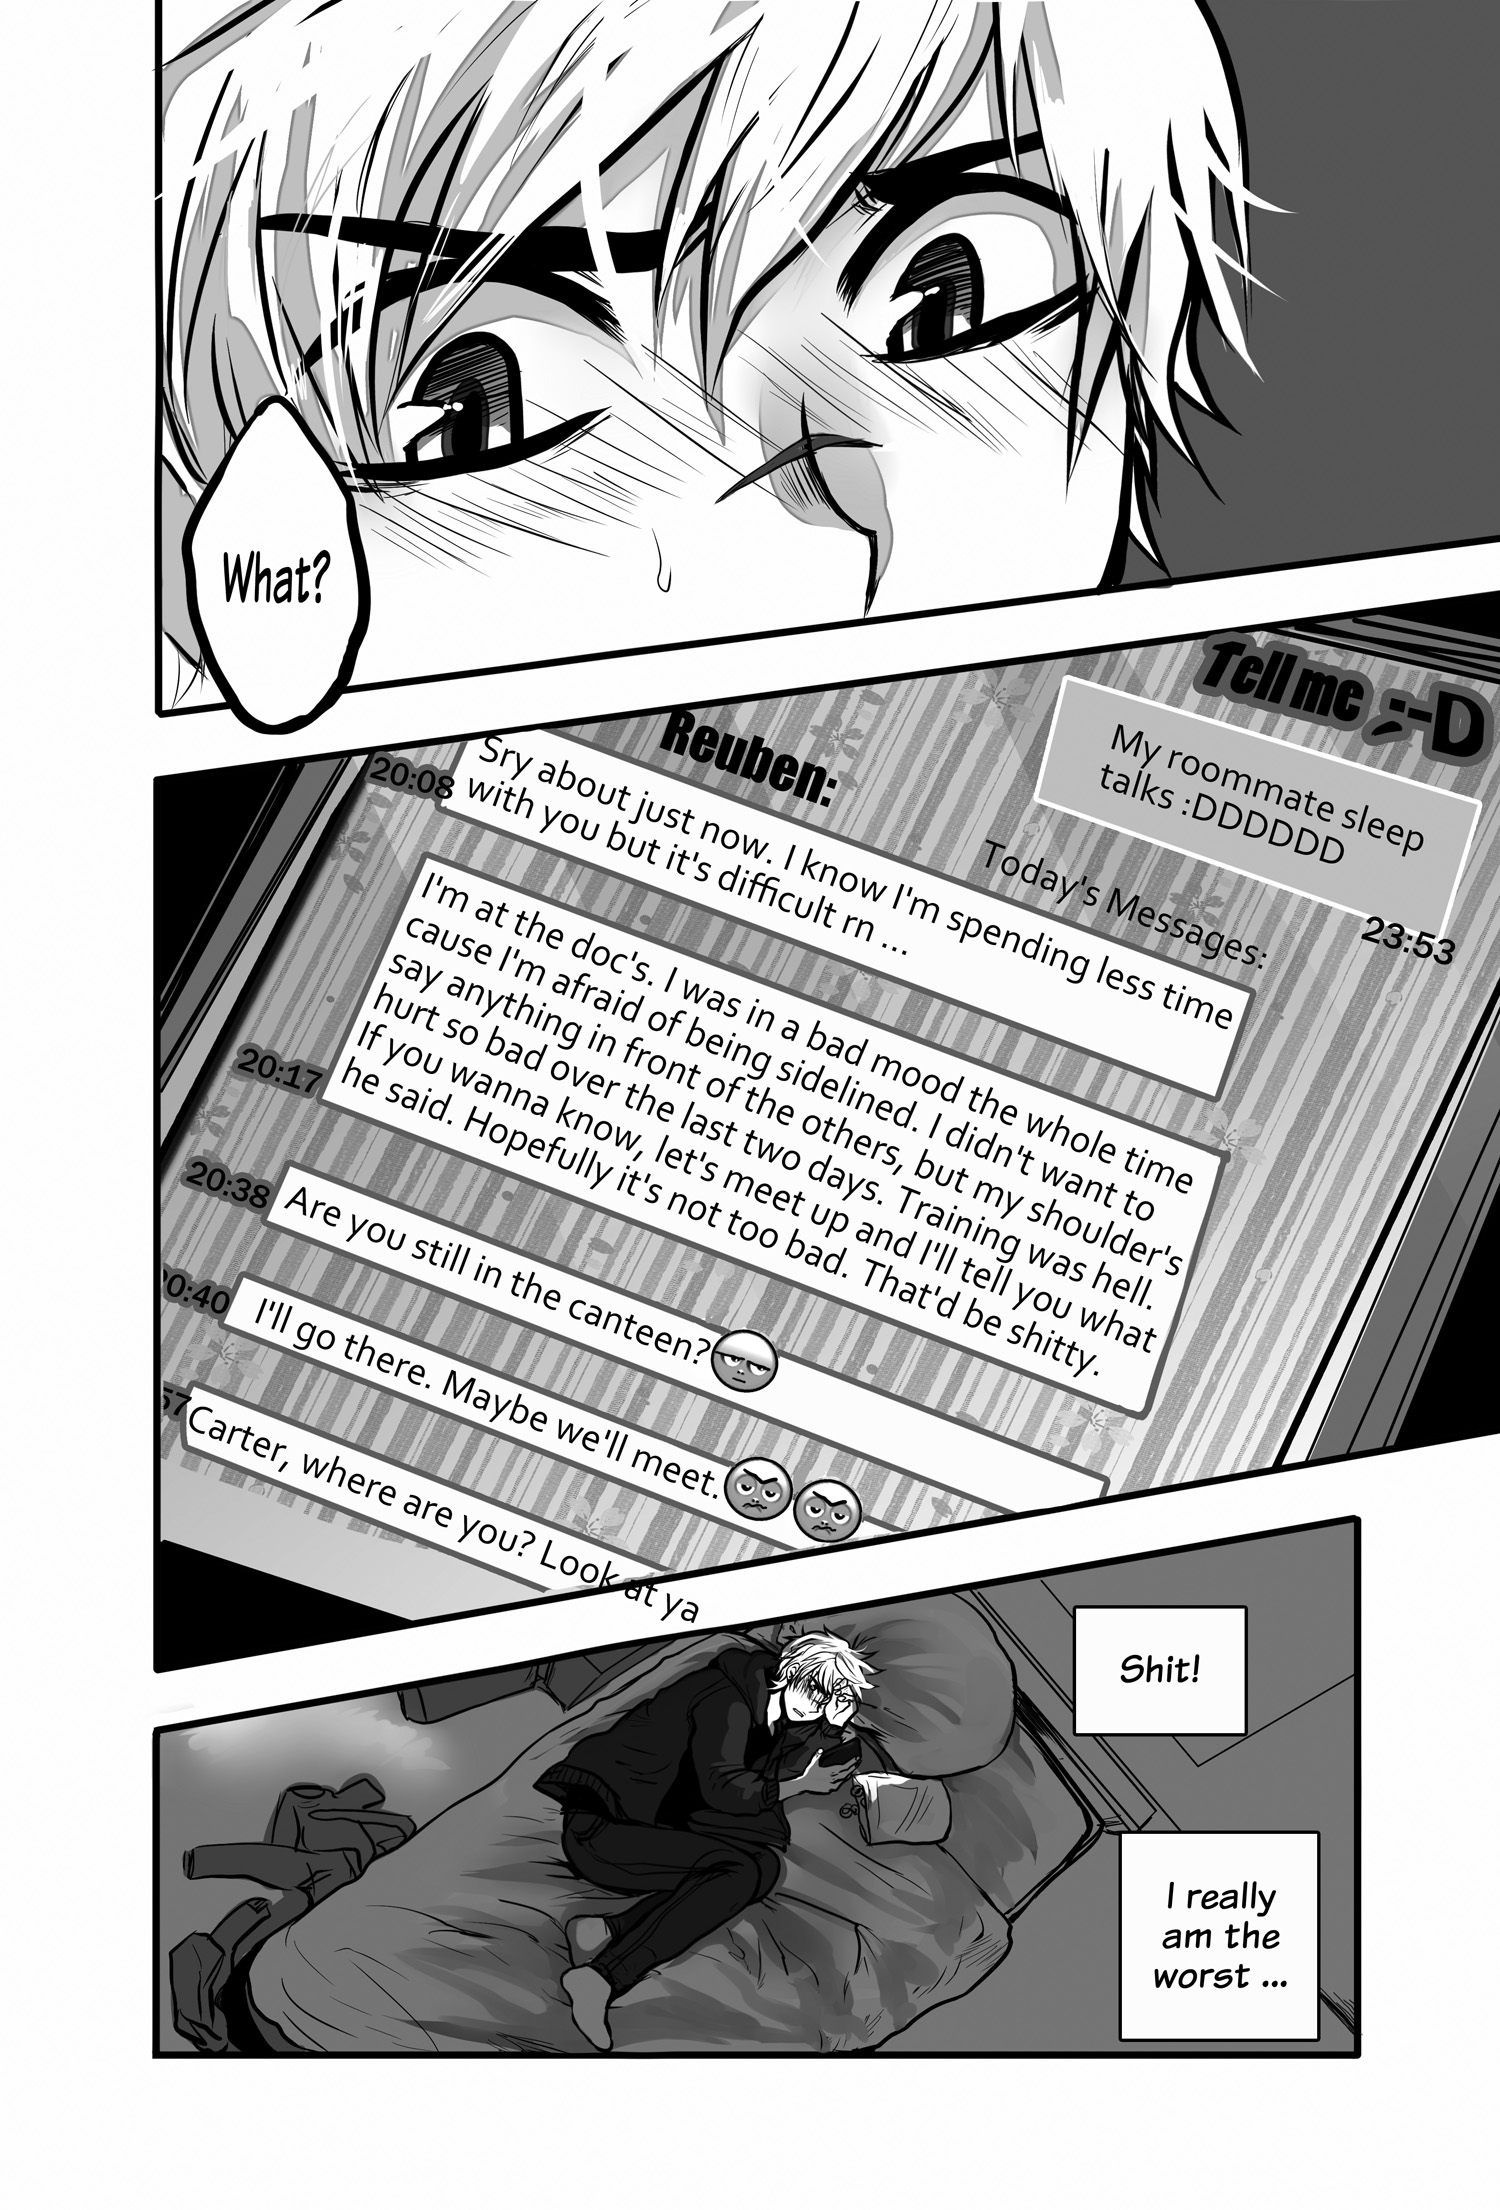 What?
Tell me ;-D
My roommate sleep
talks :DDDDDD
23:53
Reuben:
Today's Messages:
20:08
Sry about just now. I know I'm spending less time
with you but it's difficult rn ...
I'm at the doc's. I was in a bad mood the whole time
cause I'm afraid of being sidelined. I didn't want to
say anything in front of the others, but my shoulder's
hurt so bad over the last two days. Training was hell.
If you wanna know, let's meet up and I'll tell you what
he said. Hopefully it's not too bad. That'd be shitty.
20:17
20:38
Are you still in the canteen?
0:40
I'll go there. Maybe we'll meet.
57
Carter, where are you? Look at ya
Shit!
I really
am the
worst ...